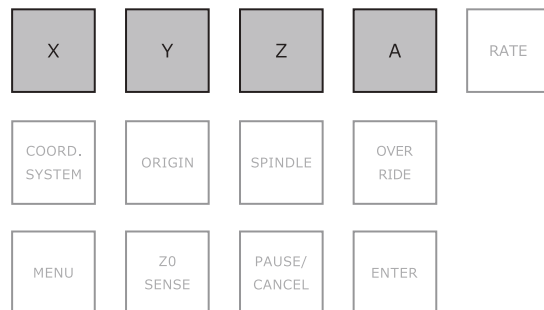 X Y Z A RATE
COORD.
SYSTEM
ORIGIN
SPINDLE
OVER
RIDE
MENU
Z0
SENSE
PAUSE/
CANCEL
ENTER